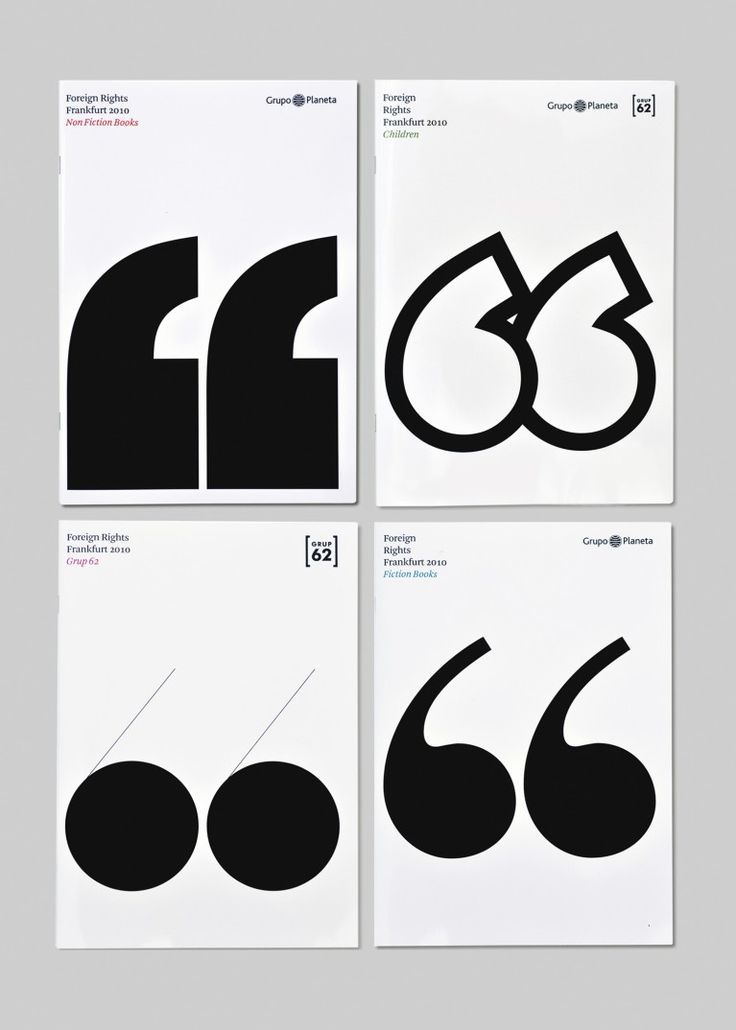 Foreign Rights
Frankfurt 2010
Non Fiction Books
Grupo Planeta
Foreign
Rights
Frankfurt 2010
Children
Grupo Planeta
[GRUP
62]
Foreign Rights
Frankfurt 2010
Grup 62
[GRUP
62]
Foreign
Rights
Frankfurt 2010
Fiction Books
Grupo Planeta